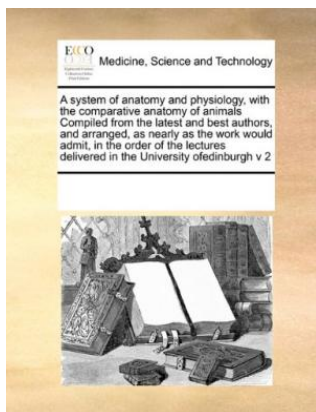 ECCO
Medicine, Science and Technology
A system of anatomy and physiology, with
the comparative anatomy of animals
Compiled from the latest and best authors,
and arranged, as nearly as the work would
admit, in the order of the lectures
delivered in the University ofedinburgh v 2